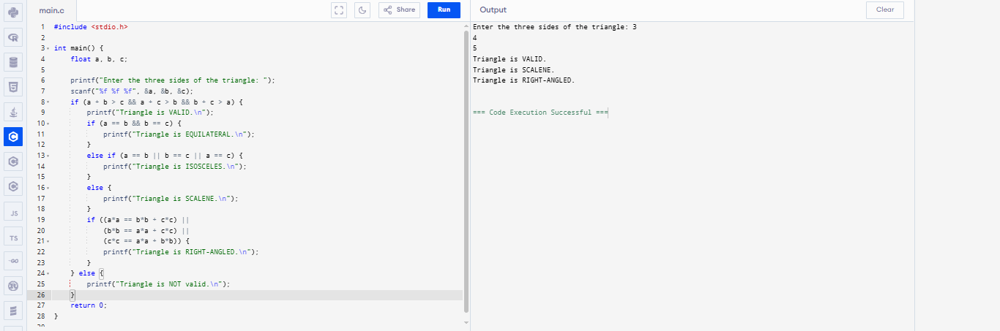 main.c
Share
Run
Output
Clear
1 #include <stdio.h>
2
3 int main() {
4 float a, b, c;
5
6 printf("Enter the three sides of the triangle: ");
7 scanf("%f %f %f", &a, &b, &c);
8 if (a + b > c && a + c > b && b + c > a) {
9 printf("Triangle is VALID.\n");
10 if (a == b && b == c) {
11 printf("Triangle is EQUILATERAL.\n");
12 }
13 else if (a == b || b == c || a == c) {
14 printf("Triangle is ISOSCELES.\n");
15 }
16 else {
17 printf("Triangle is SCALENE.\n");
18 }
19 if ((a*a == b*b + c*c) ||
20 (b*b == a*a + c*c) ||
21 (c*c == a*a + b*b)) {
22 printf("Triangle is RIGHT-ANGLED.\n");
23 }
24 } else {
25 printf("Triangle is NOT valid.\n");
26 }
27 return 0;
28 }
Enter the three sides of the triangle: 3
4
5
Triangle is VALID.
Triangle is SCALENE.
Triangle is RIGHT-ANGLED.
=== Code Execution Successful ===
JS
TS
GO